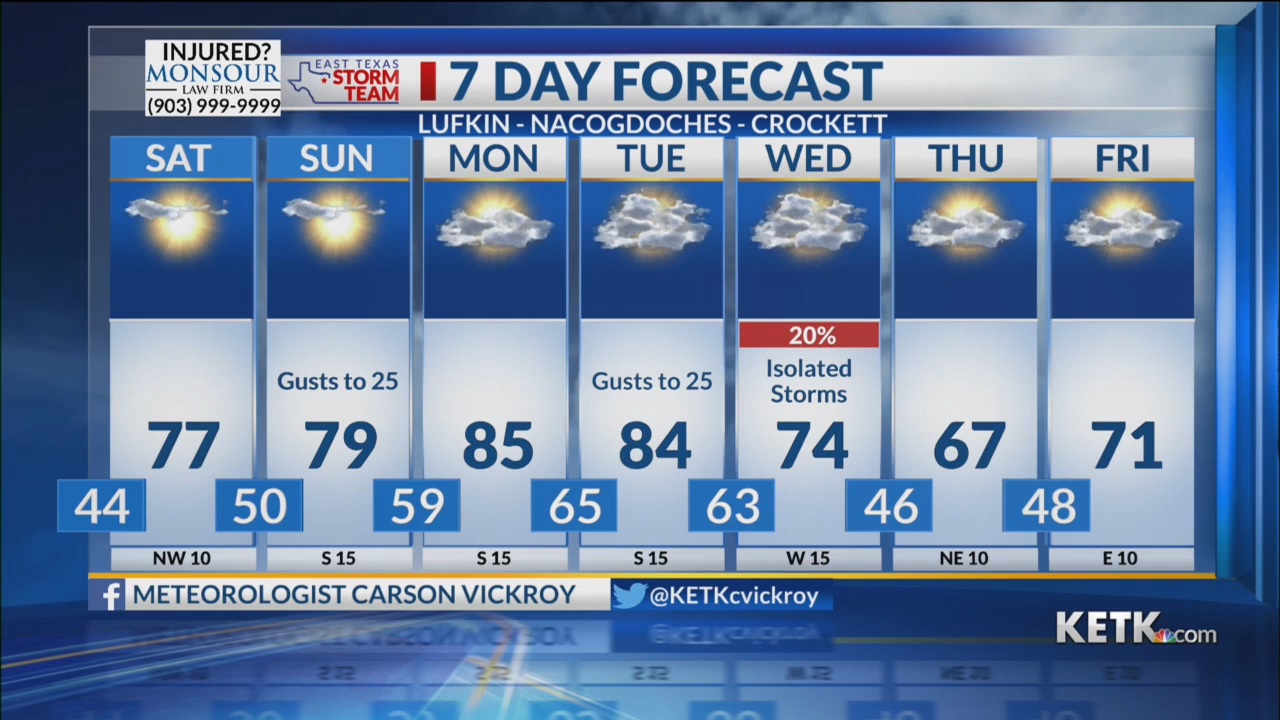 INJURED?
MONSOUR
LAW FIRM
(903) 999-9999
EAST TEXAS
STORM
TEAM
7 DAY FORECAST
LUFKIN - NACOGDOCHES - CROCKETT
SAT SUN MON TUE WED THU FRI
20%
Gusts to 25 Gusts to 25 Isolated
Storms
77 79 85 84 74 67 71
44 50 59 65 63 46 48
NW 10 S 15 S 15 S 15 W 15 NE 10 E 10
f METEOROLOGIST CARSON VICKROY @KETKcvickroy
KETK.com